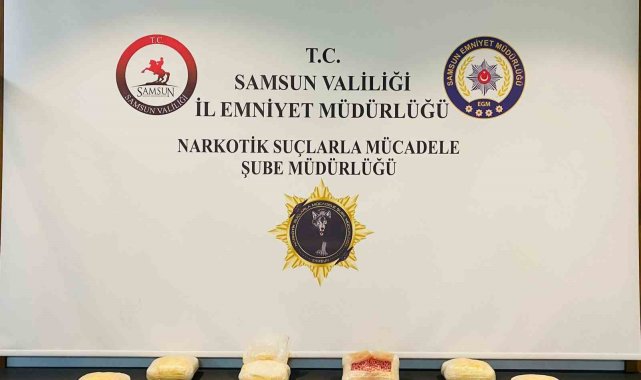 T.C.
SAMSUN VALİLİĞİ
İL EMNİYET MÜDÜRLÜĞÜ
NARKOTİK SUÇLARLA MÜCADELE
ŞUBE MÜDÜRLÜĞÜ
T.C.
SAMSUN
SAMSUN VALİLİĞİ
SAMSUN EMNİYET MÜDÜRLÜĞÜ
EGM